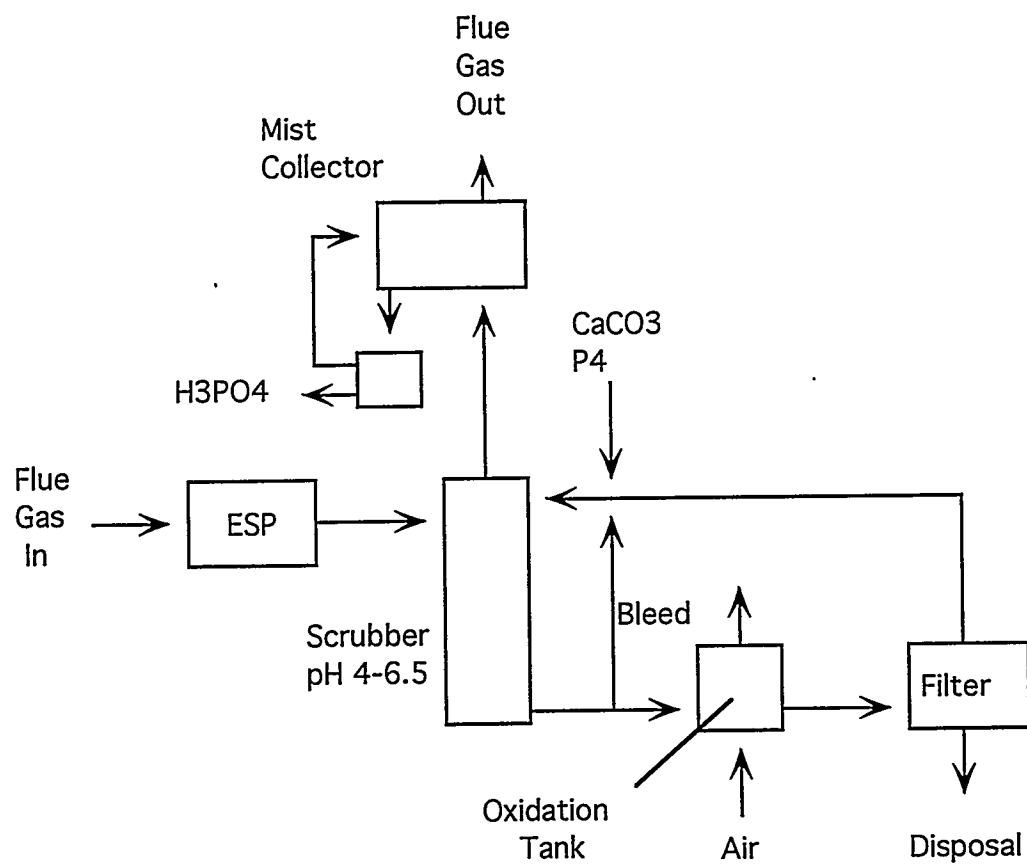 Flue
Gas
Out
Mist
Collector
CaCO3
P4
H3PO4
Flue
Gas
In
ESP
Scrubber
pH 4-6.5
Bleed
Filter
Oxidation
Tank
Air
Disposal